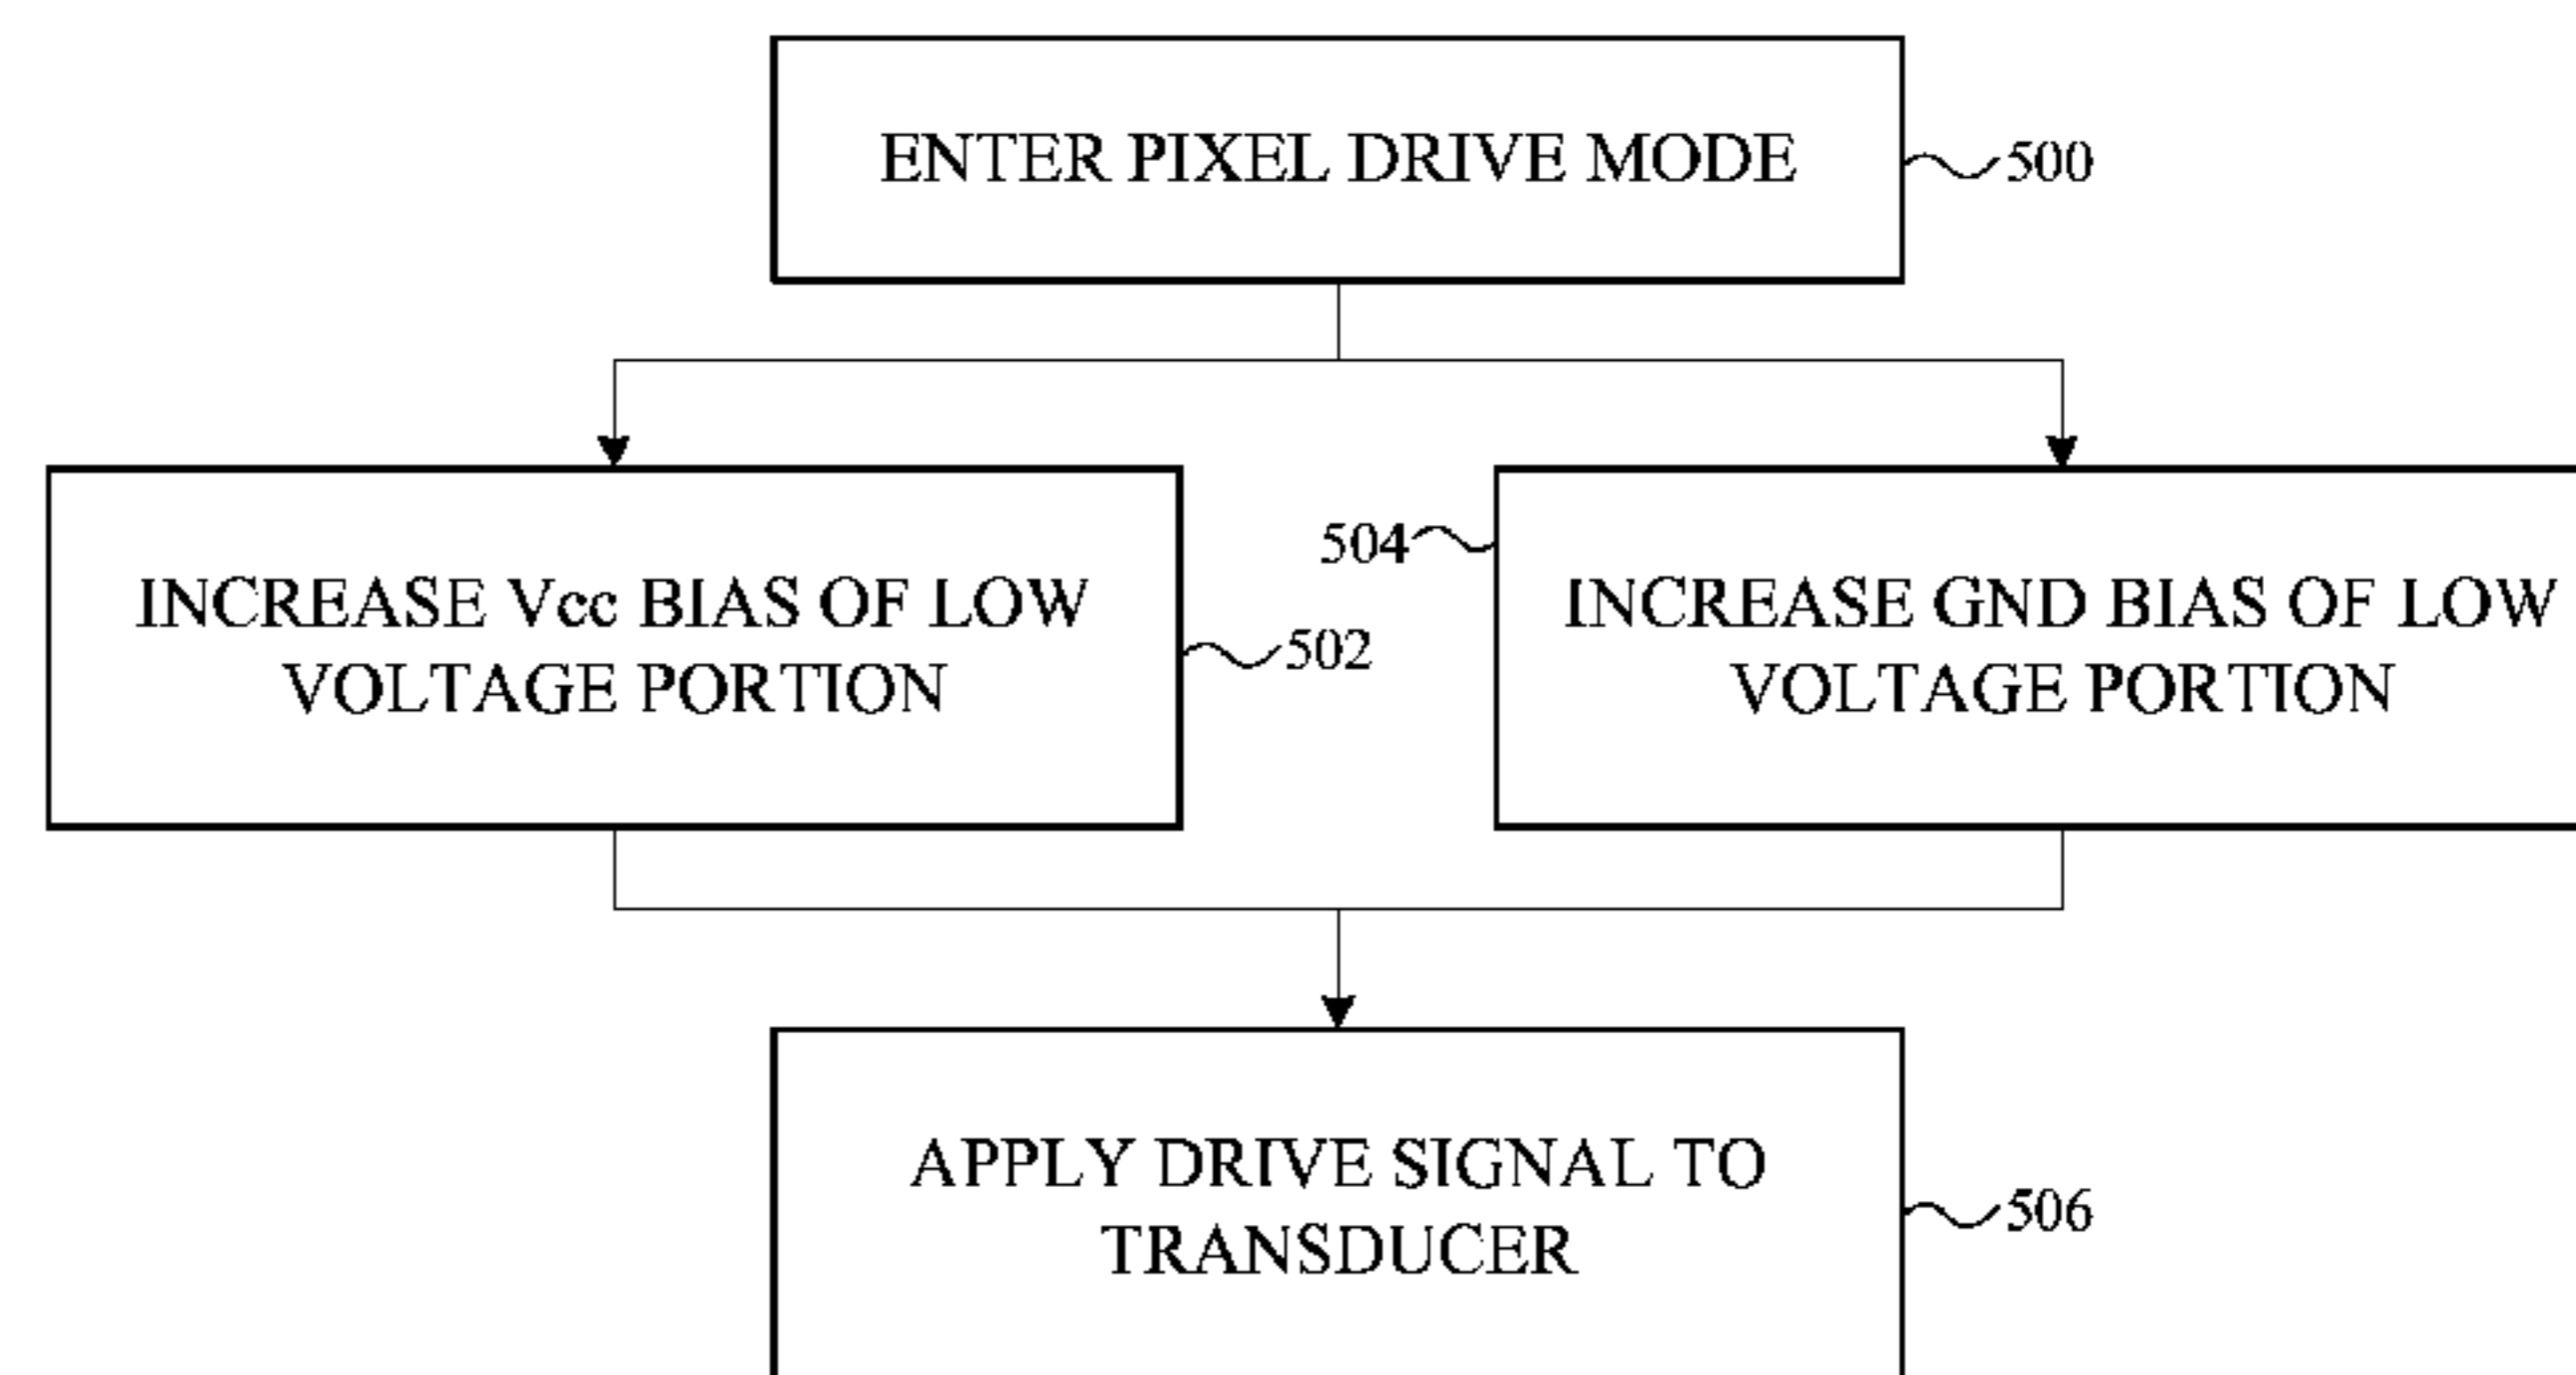 ENTER PIXEL DRIVE MODE
500
INCREASE Vcc BIAS OF LOW
VOLTAGE PORTION
502
504
INCREASE GND BIAS OF LOW
VOLTAGE PORTION
APPLY DRIVE SIGNAL TO
TRANSDUCER
506